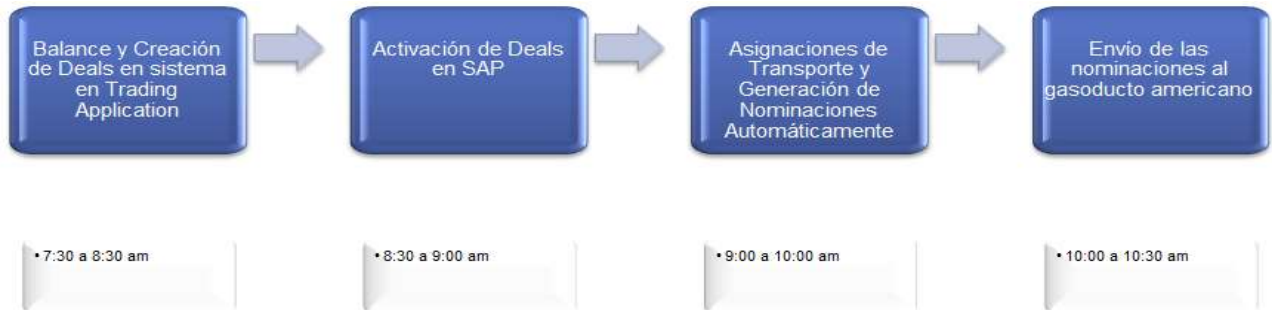 Balance y Creación
de Deals en sistema
en Trading
Application
Activación de Deals
en SAP
Asignaciones de
Transporte y
Generación de
Nominaciones
Automáticamente
Envío de las
nominaciones al
gasoducto americano
• 7:30 a 8:30 am
• 8:30 a 9:00 am
• 9:00 a 10:00 am
• 10:00 a 10:30 am